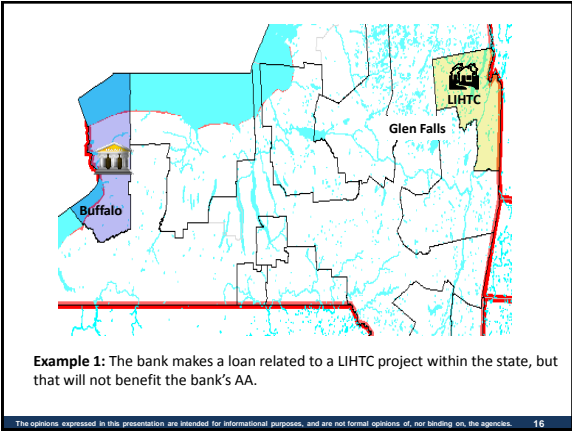 LIHTC
Glen Falls
Buffalo
Example 1: The bank makes a loan related to a LIHTC project within the state, but
that will not benefit the bank's AA.
The opinions expressed in this presentation are intended for informational purposes, and are not formal opinions of, nor binding on, the agencies. 16